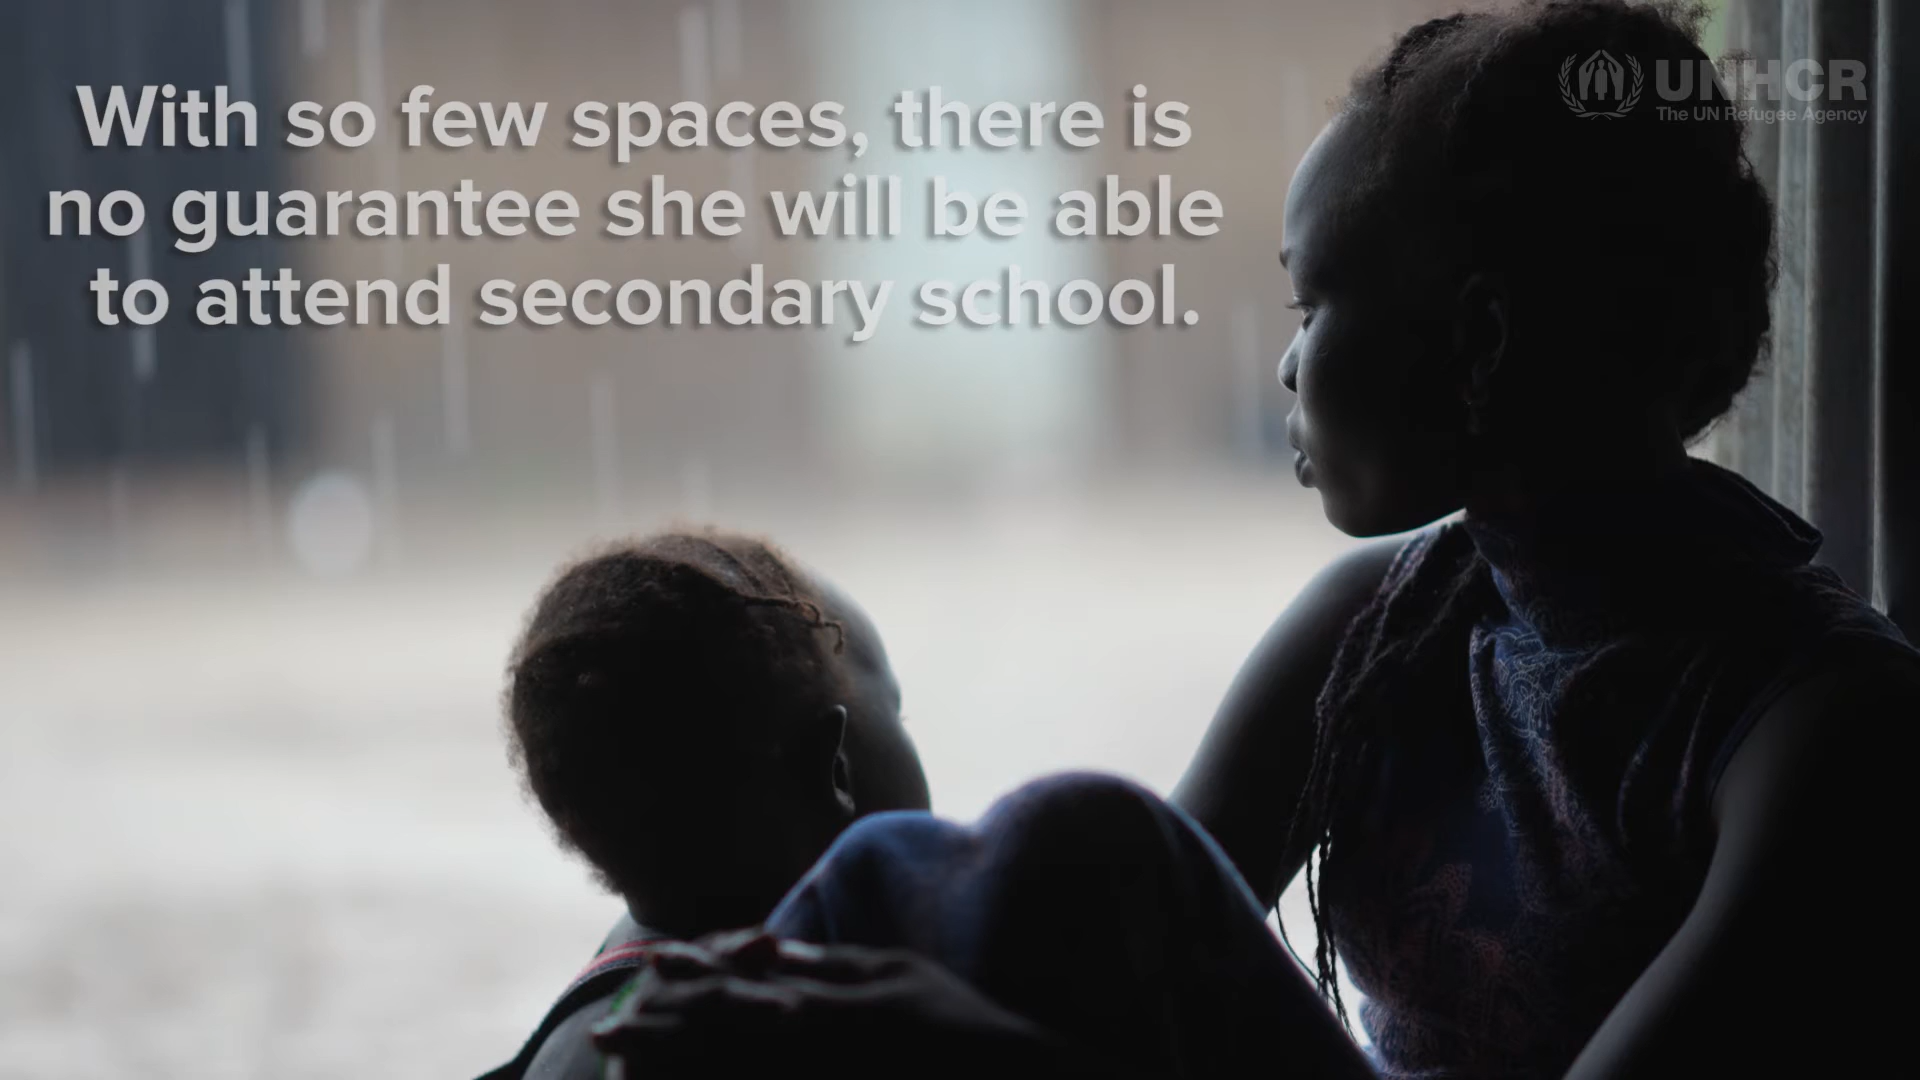 With so few spaces, there is
no guarantee she will be able
to attend secondary school.
UNHCR
The UN Refugee Agency